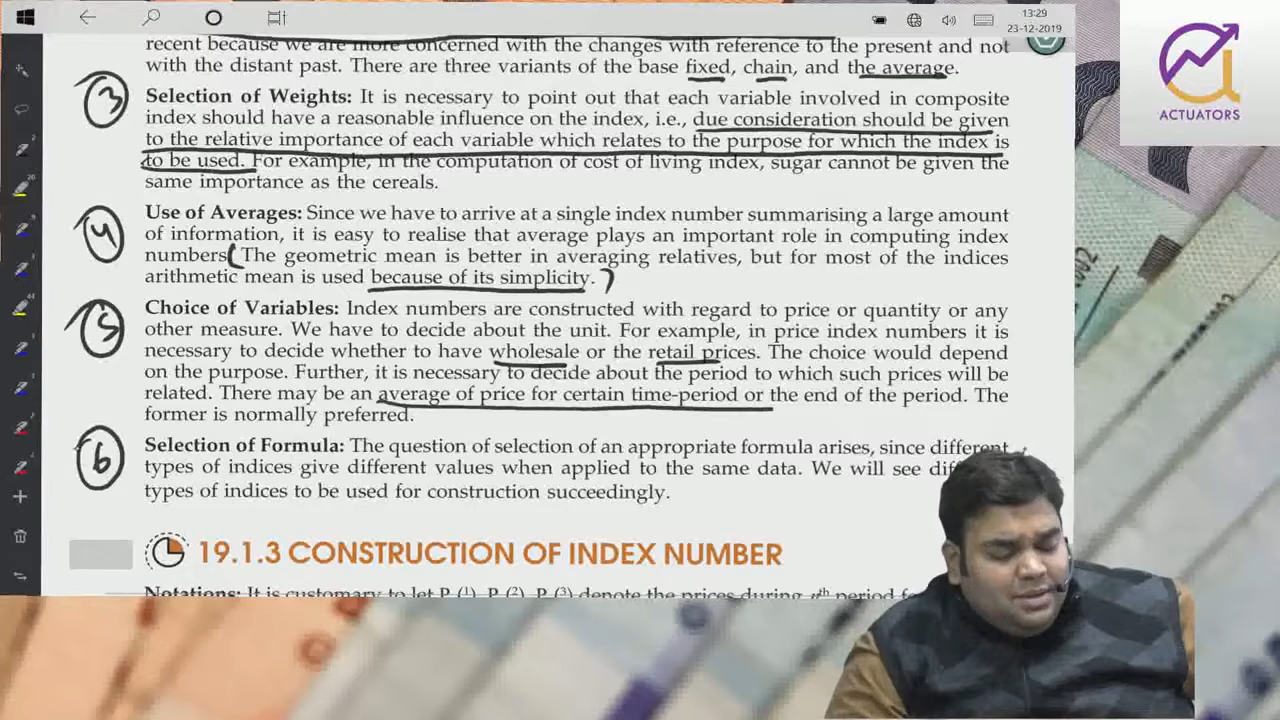 13:29
23-12-2019
ACTUATORS
recent because we are more concerned with the changes with reference to the present and not
with the distant past. There are three variants of the base fixed, chain, and the average.
3
Selection of Weights: It is necessary to point out that each variable involved in composite
index should have a reasonable influence on the index, i.e., due consideration should be given
to the relative importance of each variable which relates to the purpose for which the index is
to be used. For example, in the computation of cost of living index, sugar cannot be given the
same importance as the cereals.
4
Use of Averages: Since we have to arrive at a single index number summarising a large amount
of information, it is easy to realise that average plays an important role in computing index
numbers. The geometric mean is better in averaging relatives, but for most of the indices
arithmetic mean is used because of its simplicity.
5
Choice of Variables: Index numbers are constructed with regard to price or quantity or any
other measure. We have to decide about the unit. For example, in price index numbers it is
necessary to decide whether to have wholesale or the retail prices. The choice would depend
on the purpose. Further, it is necessary to decide about the period to which such prices will be
related. There may be an average of price for certain time-period or the end of the period. The
former is normally preferred.
6
Selection of Formula: The question of selection of an appropriate formula arises, since different
types of indices give different values when applied to the same data. We will see
types of indices to be used for construction succeedingly.
19.1.3 CONSTRUCTION OF INDEX NUMBER
Notations: It is customary to let P (1), P (2), P (3) denote the prices during nth period